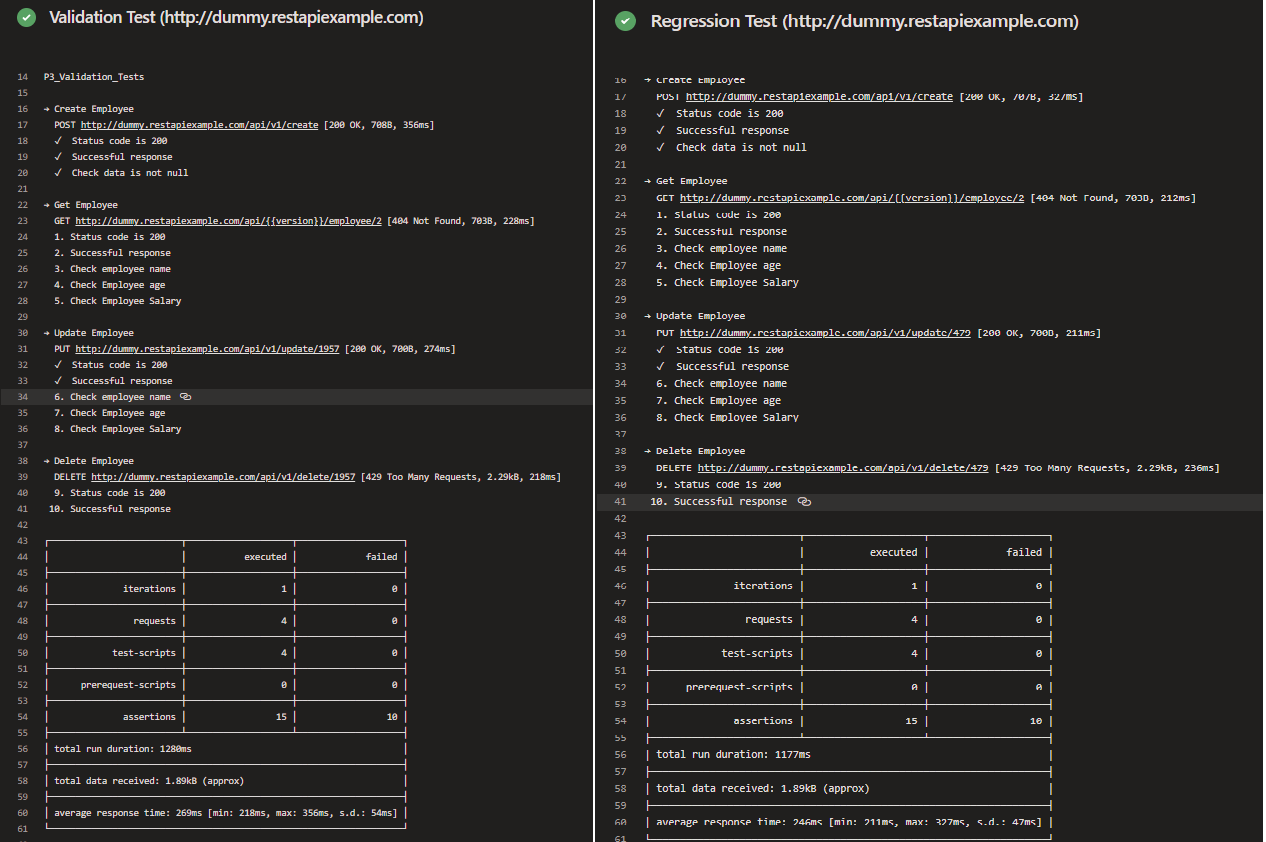 Validation Test (http://dummy.restapiexample.com)
14 P3_Validation_Tests
15
16 → Create Employee
17 POST http://dummy.restapiexample.com/api/v1/create [200 OK, 708B, 356ms]
18 ✓ Status code is 200
19 ✓ Successful response
20 ✓ Check data is not null
21
22 → Get Employee
23 GET http://dummy.restapiexample.com/api/{{version}}/employee/2 [404 Not Found, 703B, 228ms]
24 1. Status code is 200
25 2. Successful response
26 3. Check employee name
27 4. Check Employee age
28 5. Check Employee Salary
29
30 → Update Employee
31 PUT http://dummy.restapiexample.com/api/v1/update/1957 [200 OK, 700B, 274ms]
32 ✓ Status code is 200
33 ✓ Successful response
34 6. Check employee name
35 7. Check Employee age
36 8. Check Employee Salary
37
38 → Delete Employee
39 DELETE http://dummy.restapiexample.com/api/v1/delete/1957 [429 Too Many Requests, 2.29kB, 218ms]
40 9. Status code is 200
41 10. Successful response
42
43
44 executed failed
45
46 iterations 1 0
47
48 requests 4 0
49
50 test-scripts 4 0
51
52 prerequest-scripts 0 0
53
54 assertions 15 10
55
56 total run duration: 1280ms
57
58 total data received: 1.89kB (approx)
59
60 average response time: 269ms [min: 218ms, max: 356ms, s.d.: 54ms]
61
Regression Test (http://dummy.restapiexample.com)
16 → Create Employee
17 POST http://dummy.restapiexample.com/api/v1/create [200 OK, 707B, 327ms]
18 ✓ Status code is 200
19 ✓ Successful response
20 ✓ Check data is not null
21
22 → Get Employee
23 GET http://dummy.restapiexample.com/api/{{version}}/employee/2 [404 Not Found, 703B, 212ms]
24 1. Status code is 200
25 2. Successful response
26 3. Check employee name
27 4. Check Employee age
28 5. Check Employee Salary
29
30 → Update Employee
31 PUT http://dummy.restapiexample.com/api/v1/update/479 [200 OK, 700B, 211ms]
32 ✓ Status code is 200
33 ✓ Successful response
34 6. Check employee name
35 7. Check Employee age
36 8. Check Employee Salary
37
38 → Delete Employee
39 DELETE http://dummy.restapiexample.com/api/v1/delete/479 [429 Too Many Requests, 2.29kB, 236ms]
40 9. Status code is 200
41 10. Successful response
42
43
44 executed failed
45
46 iterations 1 0
47
48 requests 4 0
49
50 test-scripts 4 0
51
52 prerequest-scripts 0 0
53
54 assertions 15 10
55
56 total run duration: 1177ms
57
58 total data received: 1.89kB (approx)
59
60 average response time: 246ms [min: 211ms, max: 327ms, s.d.: 47ms]
61